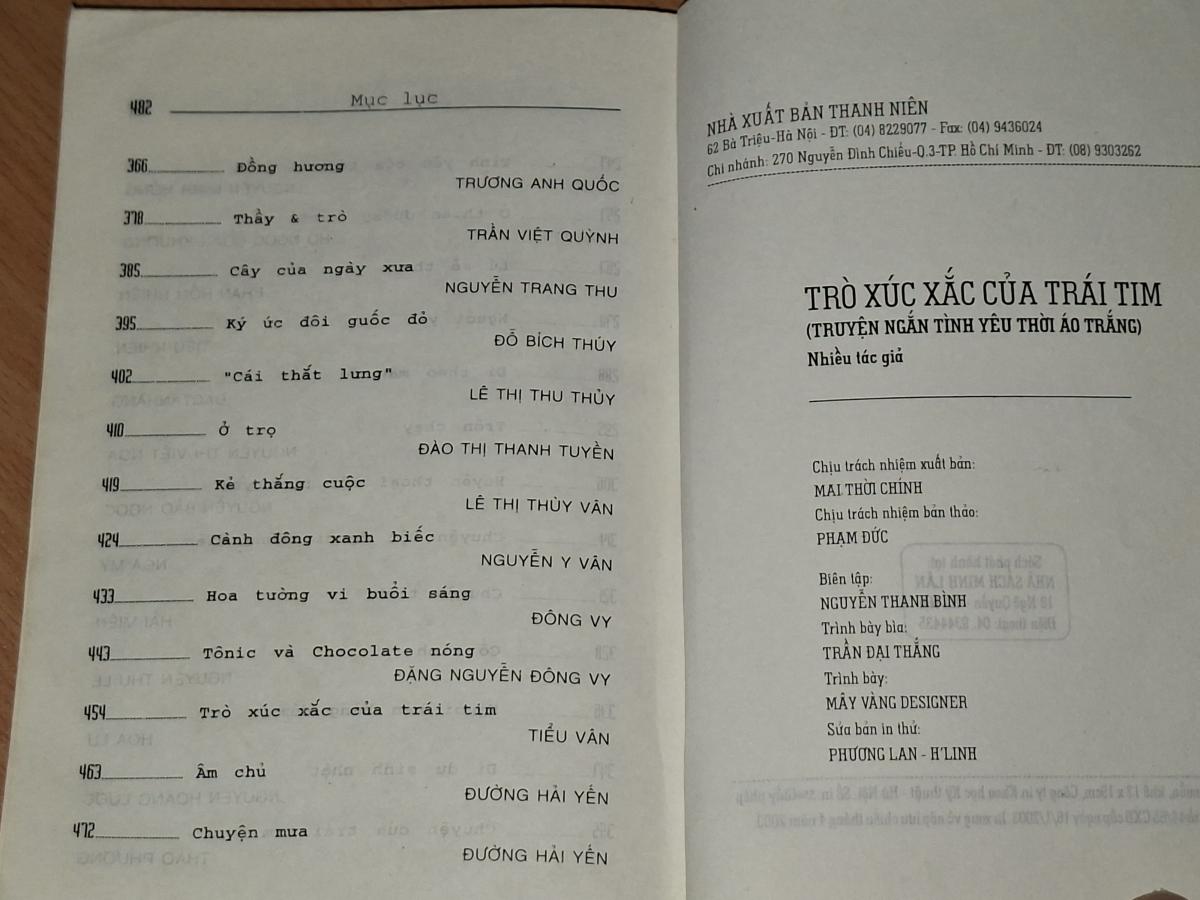 482 Mục lục
366 Đồng hương
TRƯƠNG ANH QUỐC
378 Thầy & trò
TRẦN VIỆT QUỲNH
385 Cây của ngày xưa
NGUYỄN TRANG THU
395 Ký ức đôi guốc đỏ
ĐỖ BÍCH THÚY
402 "Cái thắt lưng"
LÊ THỊ THU THỦY
410 Ở trọ
ĐÀO THỊ THANH TUYỀN
419 Kẻ thắng cuộc
LÊ THỊ THÙY VÂN
424 Cánh đồng xanh biếc
NGUYỄN Y VÂN
433 Hoa tường vi buổi sáng
ĐÔNG VY
443 Tônic và Chocolate nóng
ĐẶNG NGUYỄN ĐÔNG VY
454 Trò xúc xắc của trái tim
TIỂU VÂN
463 Âm chủ
ĐƯỜNG HẢI YẾN
472 Chuyện mưa
ĐƯỜNG HẢI YẾN
NHÀ XUẤT BẢN THANH NIÊN
62 Bà Triệu-Hà Nội - ĐT: (04) 8229077 - Fax: (04) 9436024
Chi nhánh: 270 Nguyễn Đình Chiểu-Q.3-TP. Hồ Chí Minh - ĐT: (08) 9303262
TRÒ XÚC XẮC CỦA TRÁI TIM
(TRUYỆN NGẮN TÌNH YÊU THỜI ÁO TRẮNG)
Nhiều tác giả
Chịu trách nhiệm xuất bản:
MAI THỜI CHÍNH
Chịu trách nhiệm bản thảo:
PHẠM ĐỨC
Biên tập:
NGUYỄN THANH BÌNH
Trình bày bìa:
TRẦN ĐẠI THẮNG
Trình bày:
MÂY VÀNG DESIGNER
Sửa bản in thử:
PHƯƠNG LAN - H'LINH